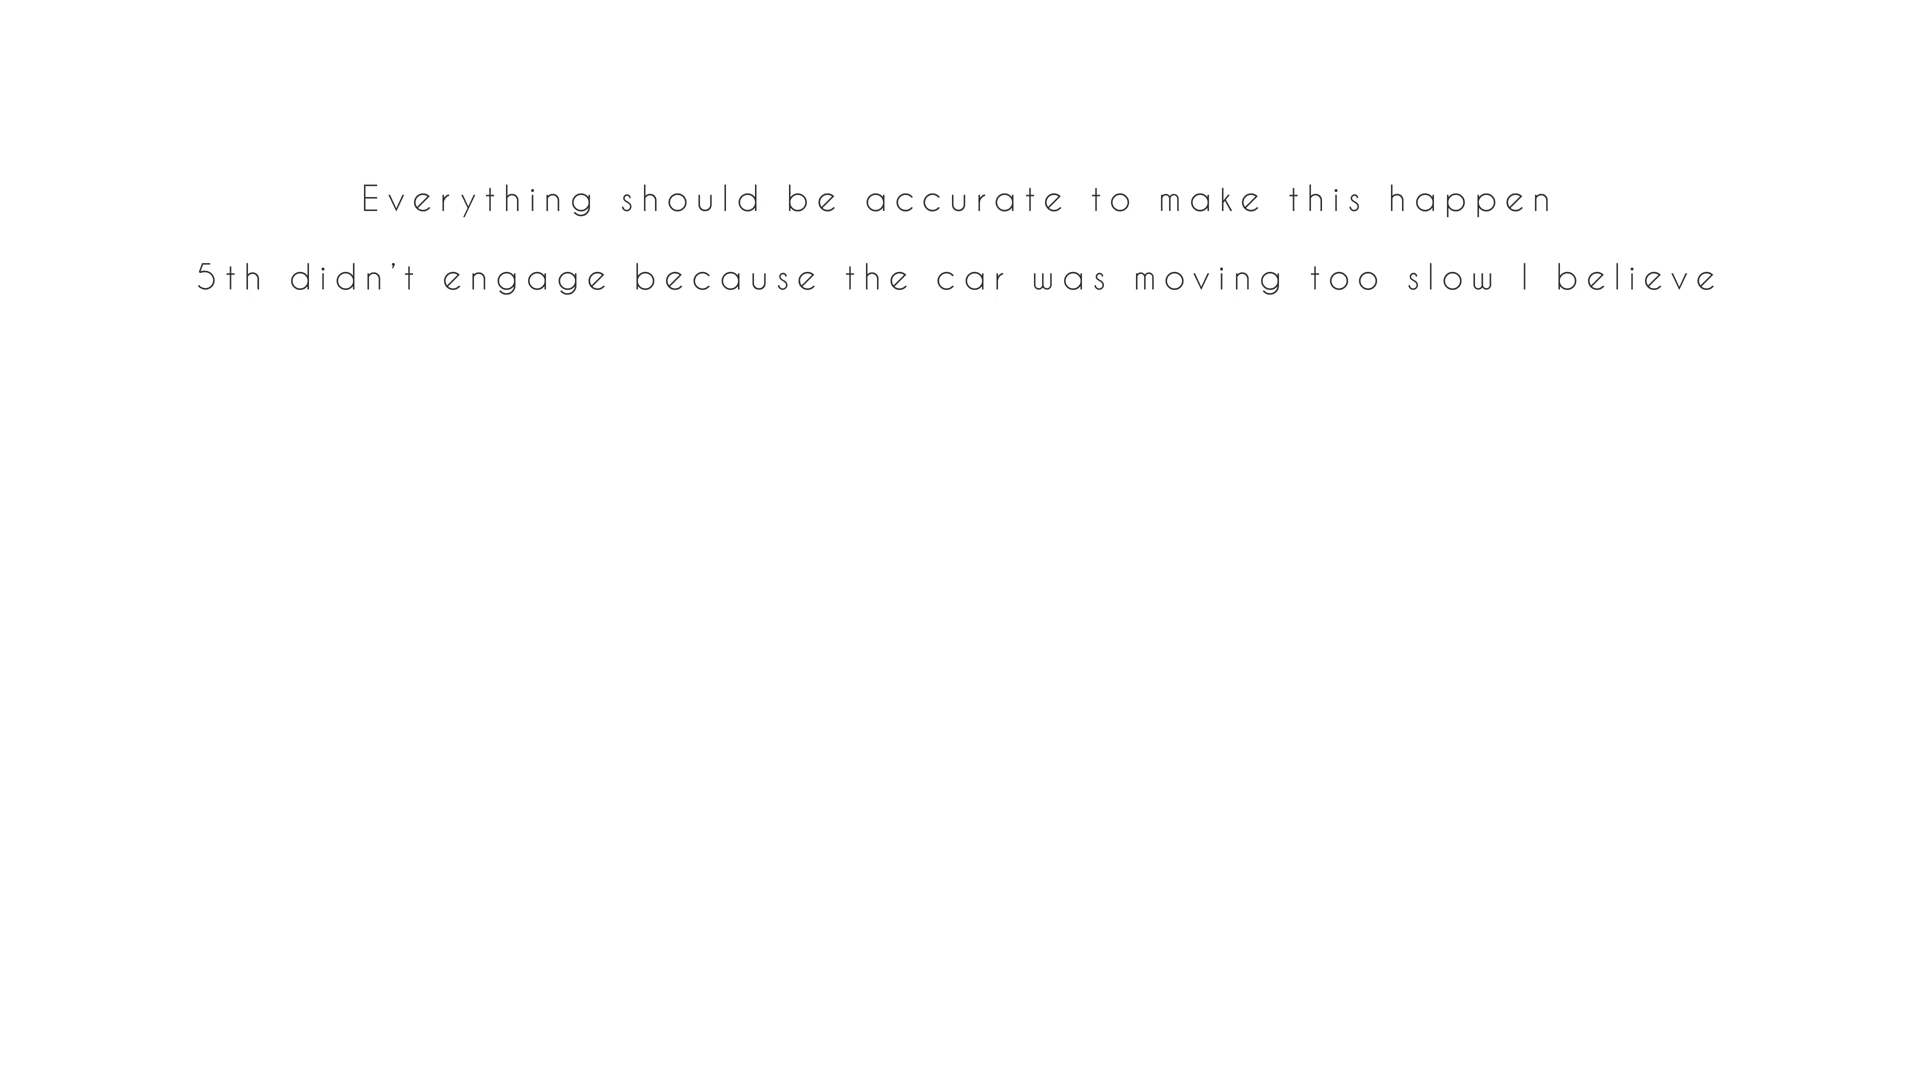 Everything should be accurate to make this happen
5th didn’t engage because the car was moving too slow I believe